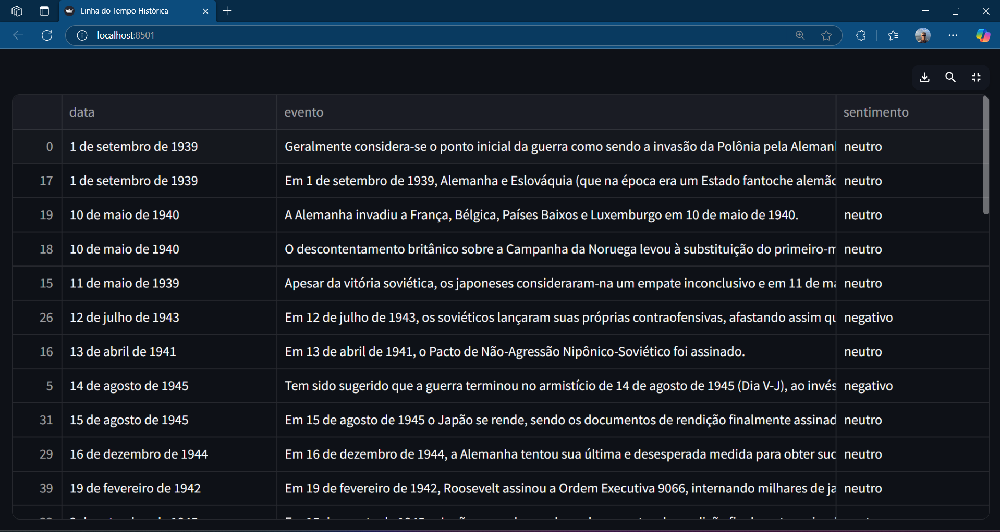 Linha do Tempo Histórica
localhost:8501
data evento sentimento
0 1 de setembro de 1939 Geralmente considera-se o ponto inicial da guerra como sendo a invasão da Polônia pela Aleman neutro
17 1 de setembro de 1939 Em 1 de setembro de 1939, Alemanha e Eslováquia (que na época era um Estado fantoche alemão neutro
19 10 de maio de 1940 A Alemanha invadiu a França, Bélgica, Países Baixos e Luxemburgo em 10 de maio de 1940. neutro
18 10 de maio de 1940 O descontentamento britânico sobre a Campanha da Noruega levou à substituição do primeiro-m neutro
15 11 de maio de 1939 Apesar da vitória soviética, os japoneses consideraram-na um empate inconclusivo e em 11 de ma neutro
26 12 de julho de 1943 Em 12 de julho de 1943, os soviéticos lançaram suas próprias contraofensivas, afastando assim qu negativo
16 13 de abril de 1941 Em 13 de abril de 1941, o Pacto de Não-Agressão Nipônico-Soviético foi assinado. neutro
5 14 de agosto de 1945 Tem sido sugerido que a guerra terminou no armistício de 14 de agosto de 1945 (Dia V-J), ao invés negativo
31 15 de agosto de 1945 Em 15 de agosto de 1945 o Japão se rende, sendo os documentos de rendição finalmente assinad neutro
29 16 de dezembro de 1944 Em 16 de dezembro de 1944, a Alemanha tentou sua última e desesperada medida para obter suc neutro
39 19 de fevereiro de 1942 Em 19 de fevereiro de 1942, Roosevelt assinou a Ordem Executiva 9066, internando milhares de ja neutro